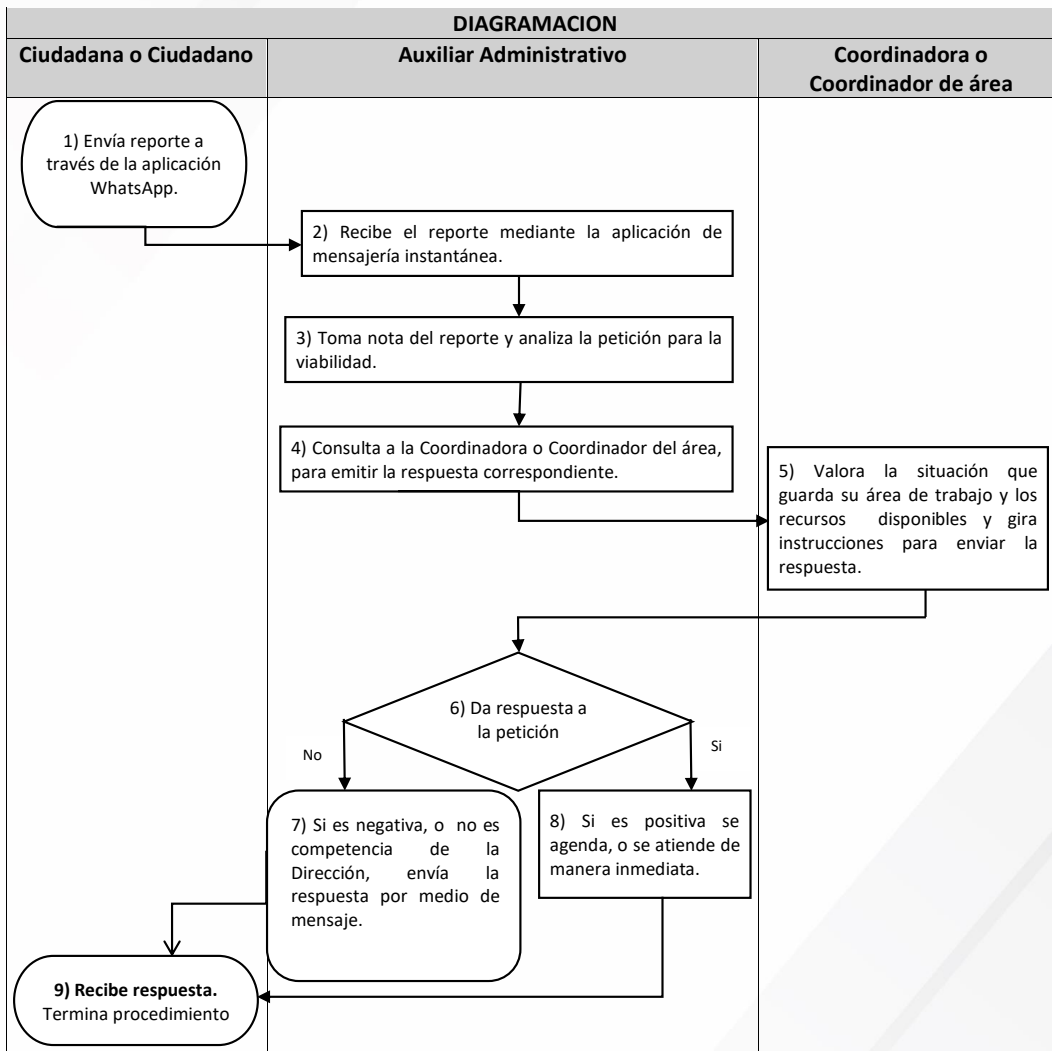 DIAGRAMACION
Ciudadana o Ciudadano
Auxiliar Administrativo
Coordinadora o
Coordinador de área
1) Envía reporte a
través de la aplicación
WhatsApp.
2) Recibe el reporte mediante la aplicación de
mensajería instantánea.
3) Toma nota del reporte y analiza la petición para la
viabilidad.
4) Consulta a la Coordinadora o Coordinador del área,
para emitir la respuesta correspondiente.
5) Valora la situación que
guarda su área de trabajo y los
recursos disponibles y gira
instrucciones para enviar la
respuesta.
6) Da respuesta a
la petición
No
Si
7) Si es negativa, o no es
competencia de la
Dirección, envía la
respuesta por medio de
mensaje.
8) Si es positiva se
agenda, o se atiende de
manera inmediata.
9) Recibe respuesta.
Termina procedimiento